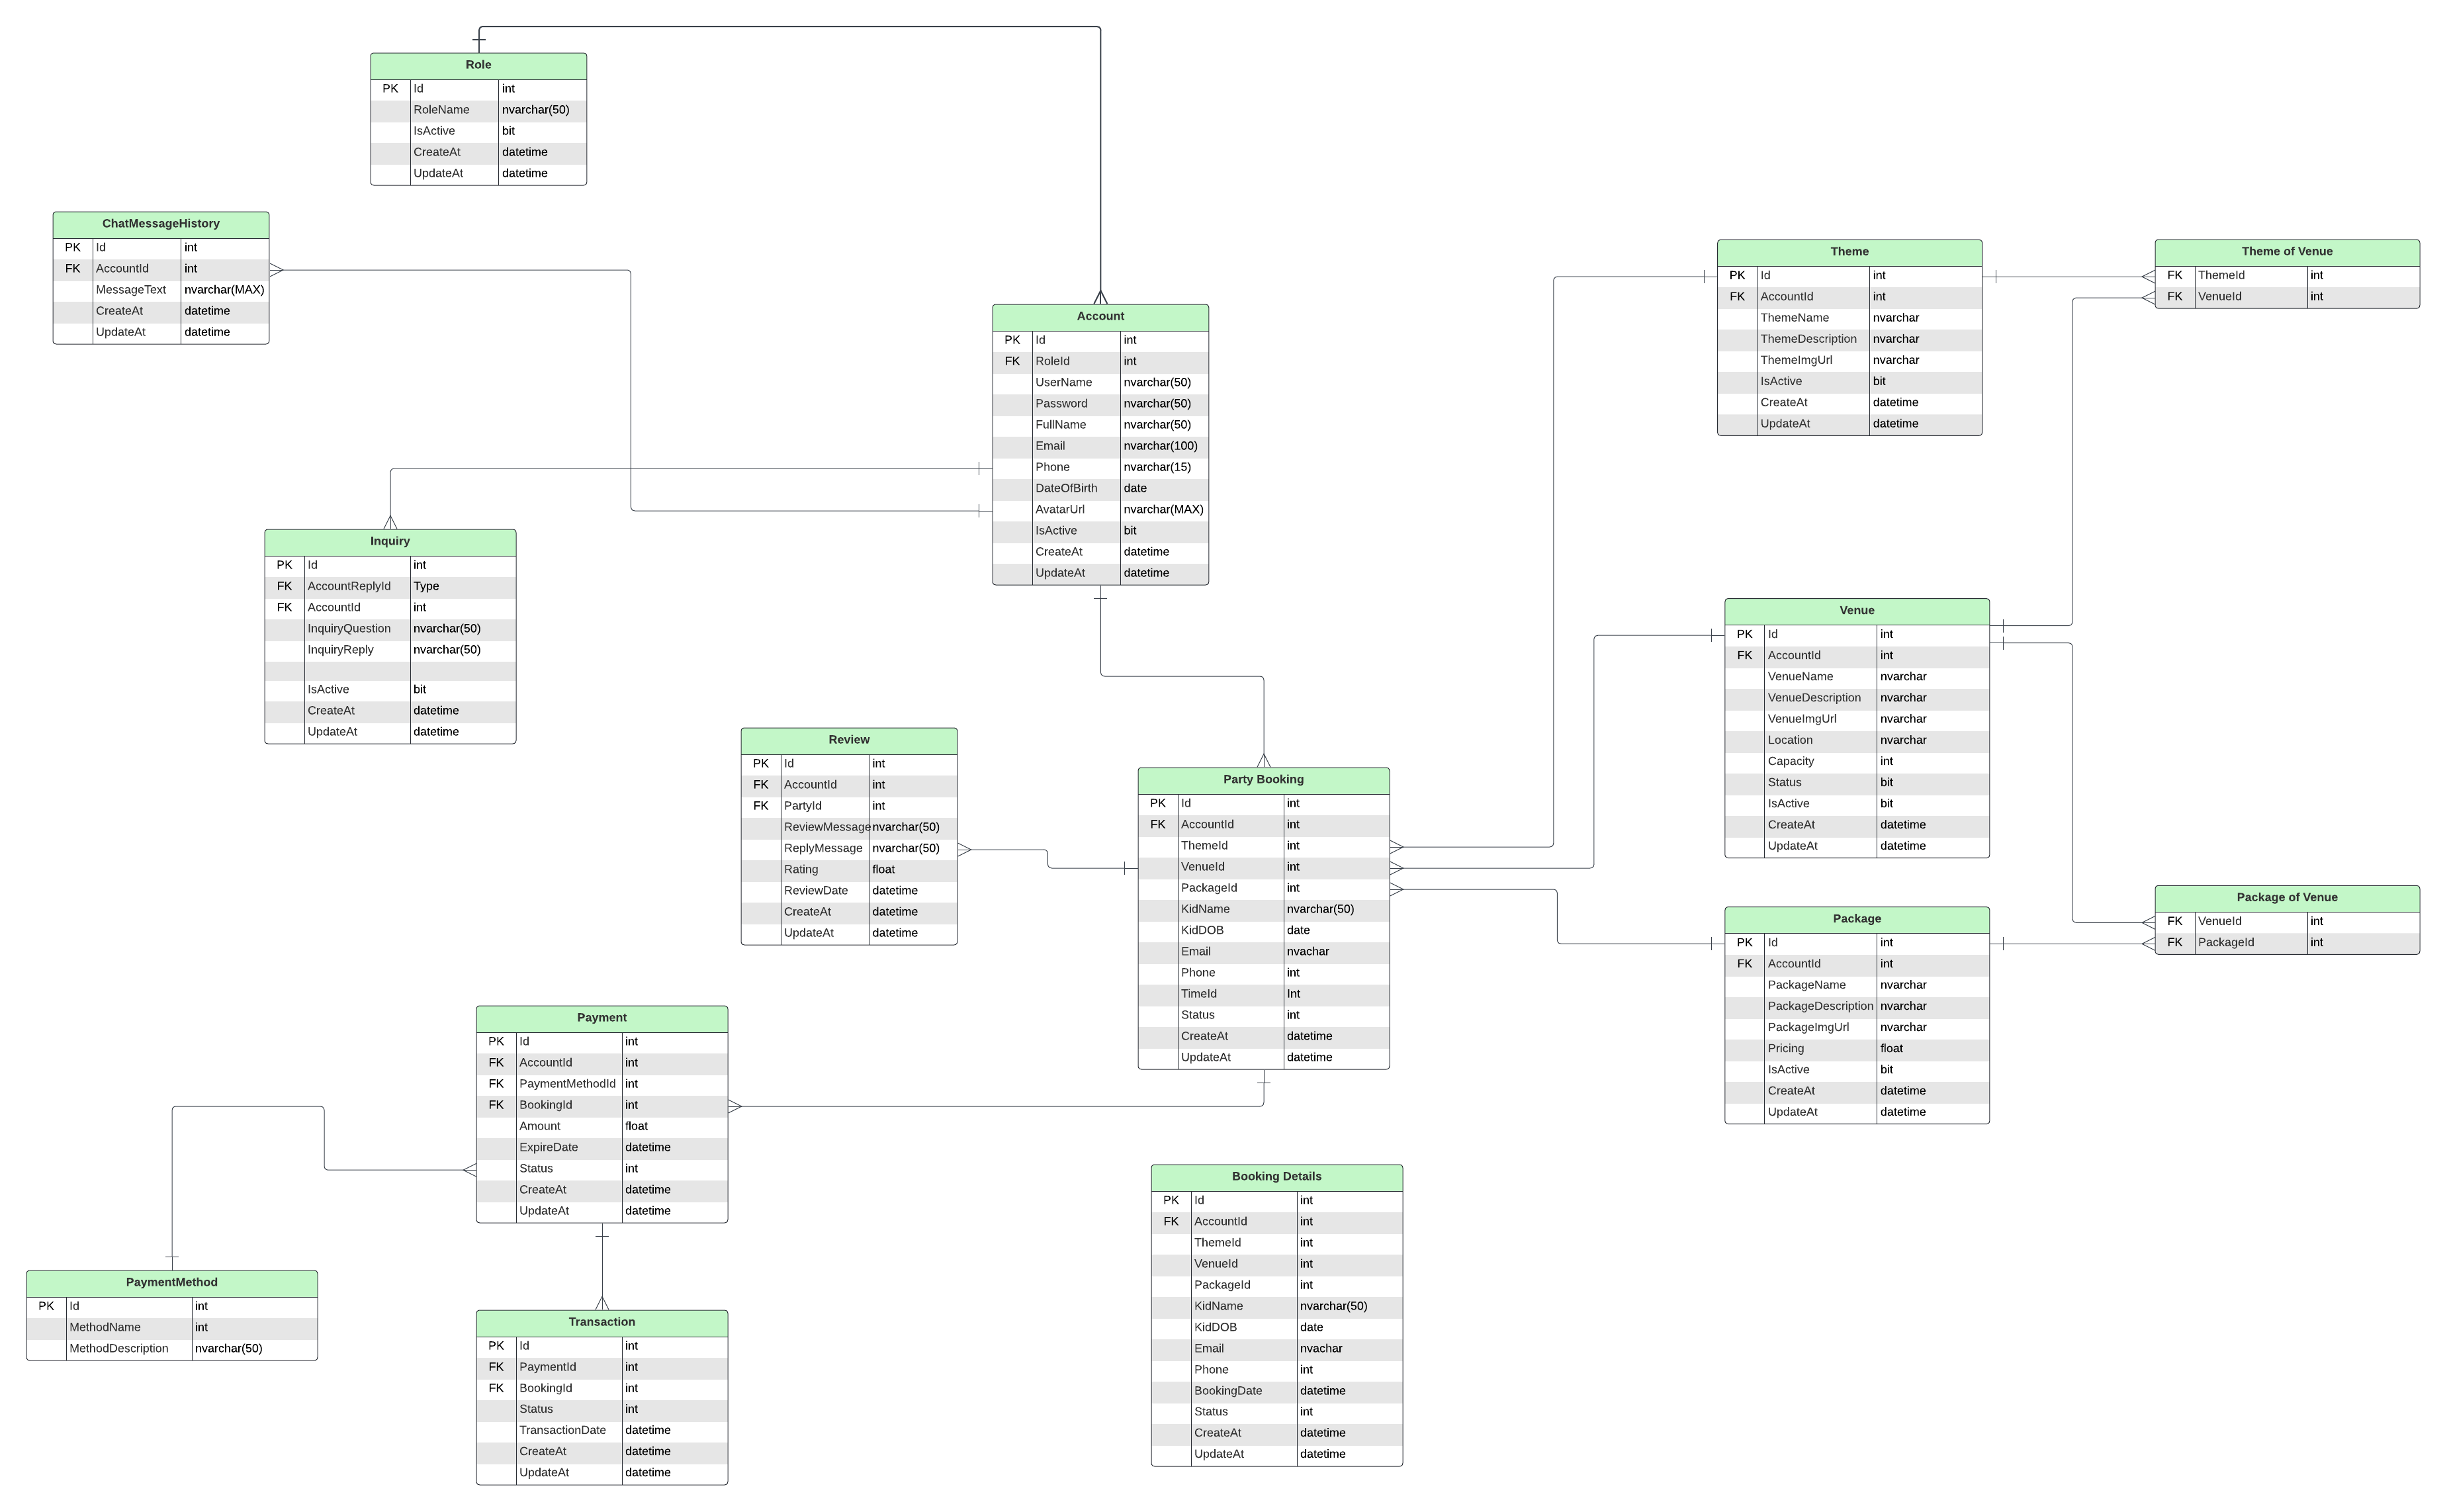 Role
PK Id int
RoleName nvarchar(50)
IsActive bit
CreateAt datetime
UpdateAt datetime
ChatMessageHistory
PK Id int
FK AccountId int
MessageText nvarchar(MAX)
CreateAt datetime
UpdateAt datetime
Account
PK Id int
FK RoleId int
UserName nvarchar(50)
Password nvarchar(50)
FullName nvarchar(50)
Email nvarchar(100)
Phone nvarchar(15)
DateOfBirth date
AvatarUrl nvarchar(MAX)
IsActive bit
CreateAt datetime
UpdateAt datetime
Theme
PK Id int
FK AccountId int
ThemeName nvarchar
ThemeDescription nvarchar
ThemeImgUrl nvarchar
IsActive bit
CreateAt datetime
UpdateAt datetime
Theme of Venue
FK ThemeId int
FK VenueId int
Inquiry
PK Id int
FK AccountReplyId Type
FK AccountId int
InquiryQuestion nvarchar(50)
InquiryReply nvarchar(50)
IsActive bit
CreateAt datetime
UpdateAt datetime
Venue
PK Id int
FK AccountId int
VenueName nvarchar
VenueDescription nvarchar
VenueImgUrl nvarchar
Location nvarchar
Capacity int
Status bit
IsActive bit
CreateAt datetime
UpdateAt datetime
Review
PK Id int
FK AccountId int
FK PartyId int
ReviewMessage nvarchar(50)
ReplyMessage nvarchar(50)
Rating float
ReviewDate datetime
CreateAt datetime
UpdateAt datetime
Party Booking
PK Id int
FK AccountId int
ThemeId int
VenueId int
PackageId int
KidName nvarchar(50)
KidDOB date
Email nvachar
Phone int
TimeId Int
Status int
CreateAt datetime
UpdateAt datetime
Package
PK Id int
FK AccountId int
PackageName nvarchar
PackageDescription nvarchar
PackageImgUrl nvarchar
Pricing float
IsActive bit
CreateAt datetime
UpdateAt datetime
Package of Venue
FK VenueId int
FK PackageId int
Payment
PK Id int
FK AccountId int
FK PaymentMethodId int
FK BookingId int
Amount float
ExpireDate datetime
Status int
CreateAt datetime
UpdateAt datetime
Booking Details
PK Id int
FK AccountId int
ThemeId int
VenueId int
PackageId int
KidName nvarchar(50)
KidDOB date
Email nvachar
Phone int
BookingDate datetime
Status int
CreateAt datetime
UpdateAt datetime
PaymentMethod
PK Id int
MethodName int
MethodDescription nvarchar(50)
Transaction
PK Id int
FK PaymentId int
FK BookingId int
Status int
TransactionDate datetime
CreateAt datetime
UpdateAt datetime